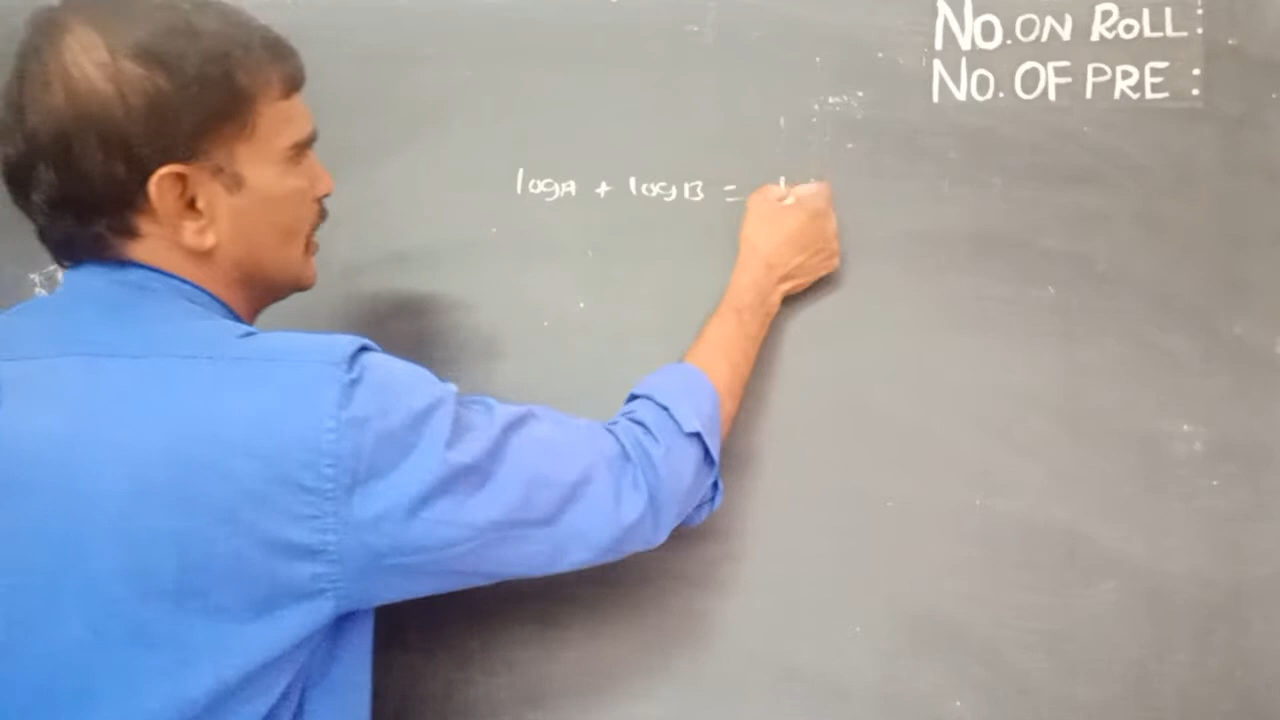 No. ON ROLL:
No. OF PRE :
logA + logB =